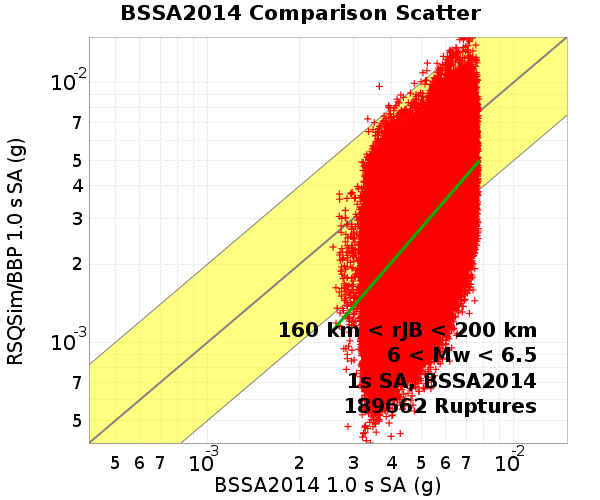 BSSA2014 Comparison Scatter
RSQSim/BBP 1.0 s SA (g)
10-2
7
5
4
3
2
10-3
7
5
160 km < rJB < 200 km
6 < Mw < 6.5
1s SA, BSSA2014
189662 Ruptures
5 6 7 10-3 2 3 4 5 6 7 10-2
BSSA2014 1.0 s SA (g)